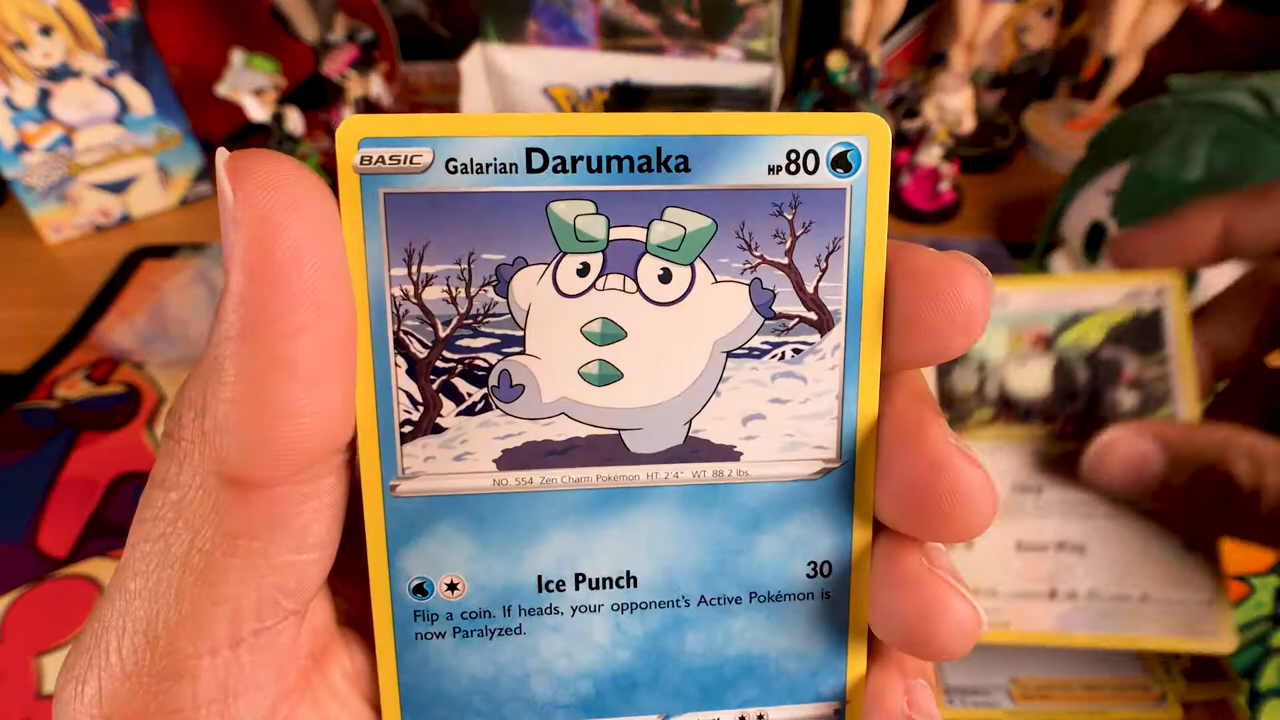 Pok
BASIC
Galarian Darumaka
HP 80
NO. 554 Zen Charm Pokémon HT: 2'4" WT: 88.2 lbs.
Ice Punch 30
Flip a coin. If heads, your opponent's Active Pokémon is
now Paralyzed.